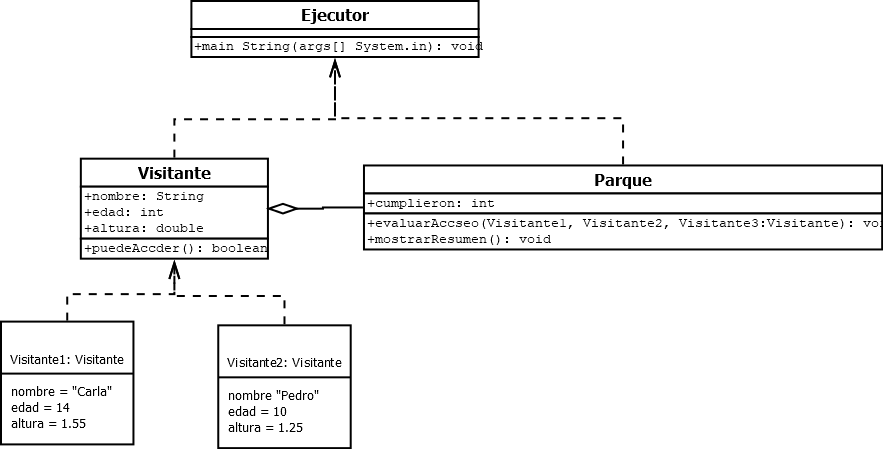 Ejecutor
+main String(args[] System.in): void
Visitante
+nombre: String
+edad: int
+altura: double
+puedeAccder(): boolean
Parque
+cumplieron: int
+evaluarAccseo(Visitante1, Visitante2, Visitante3:Visitante): void
+mostrarResumen(): void
Visitante1: Visitante
nombre = "Carla"
edad = 14
altura = 1.55
Visitante2: Visitante
nombre "Pedro"
edad = 10
altura = 1.25